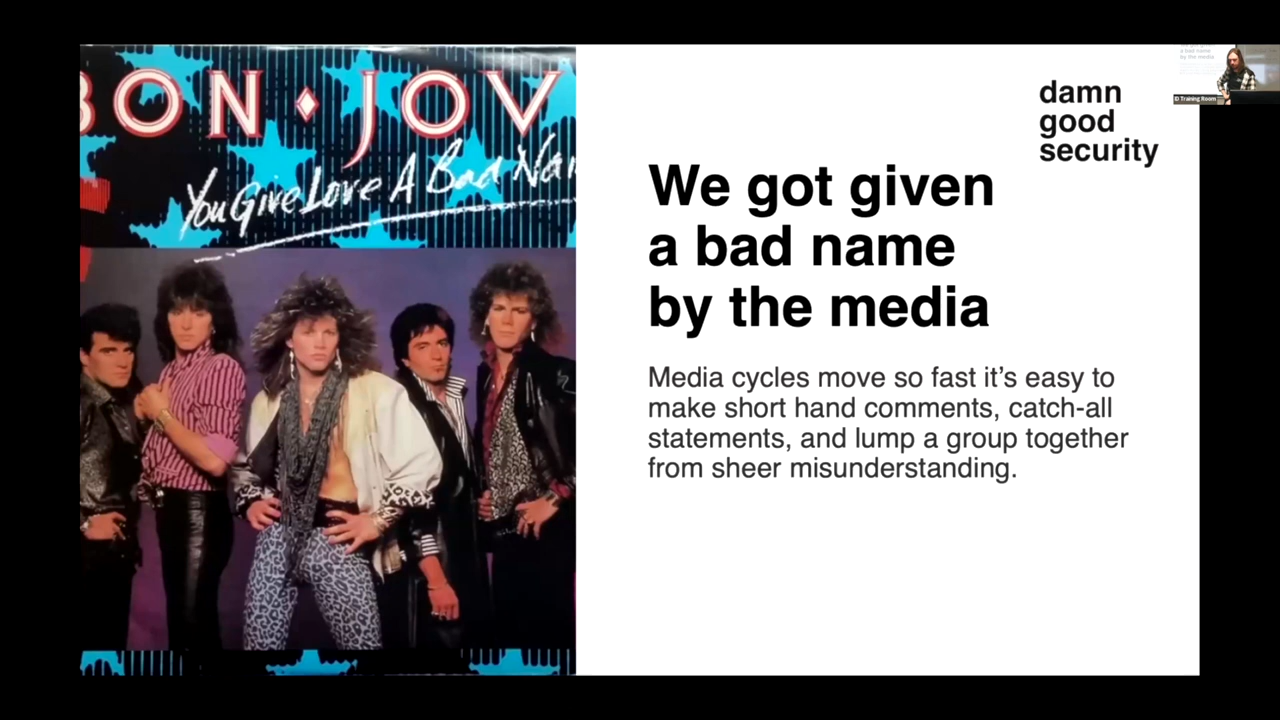 BON JOV
You Give Love A Bad Na
damn
good
security
We got given
a bad name
by the media
Media cycles move so fast it’s easy to
make short hand comments, catch-all
statements, and lump a group together
from sheer misunderstanding.
Training Room